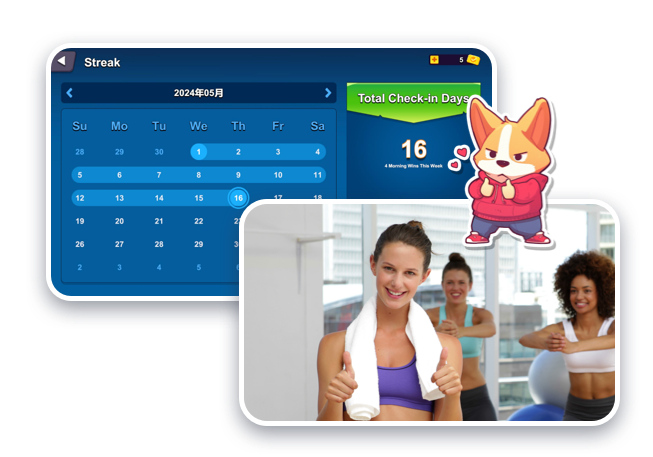 Streak
5
2024年05月
Total Check-in Days
Su Mo Tu We Th Fr Sa
16
4 Morning Wins This Week
28 29 30 1 2 3 4
5 6 7 8 9 10 11
12 13 14 15 16 17 18
19 20 21 22
26 27 28 29
2 3 4 5